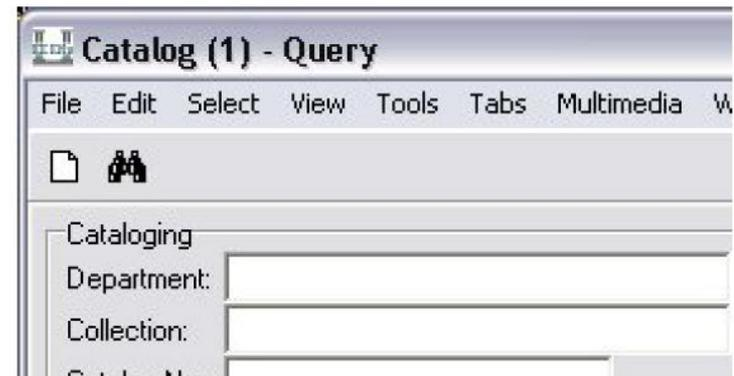 Catalog (1) - Query
File Edit Select View Tools Tabs Multimedia
Cataloging
Department:
Collection: